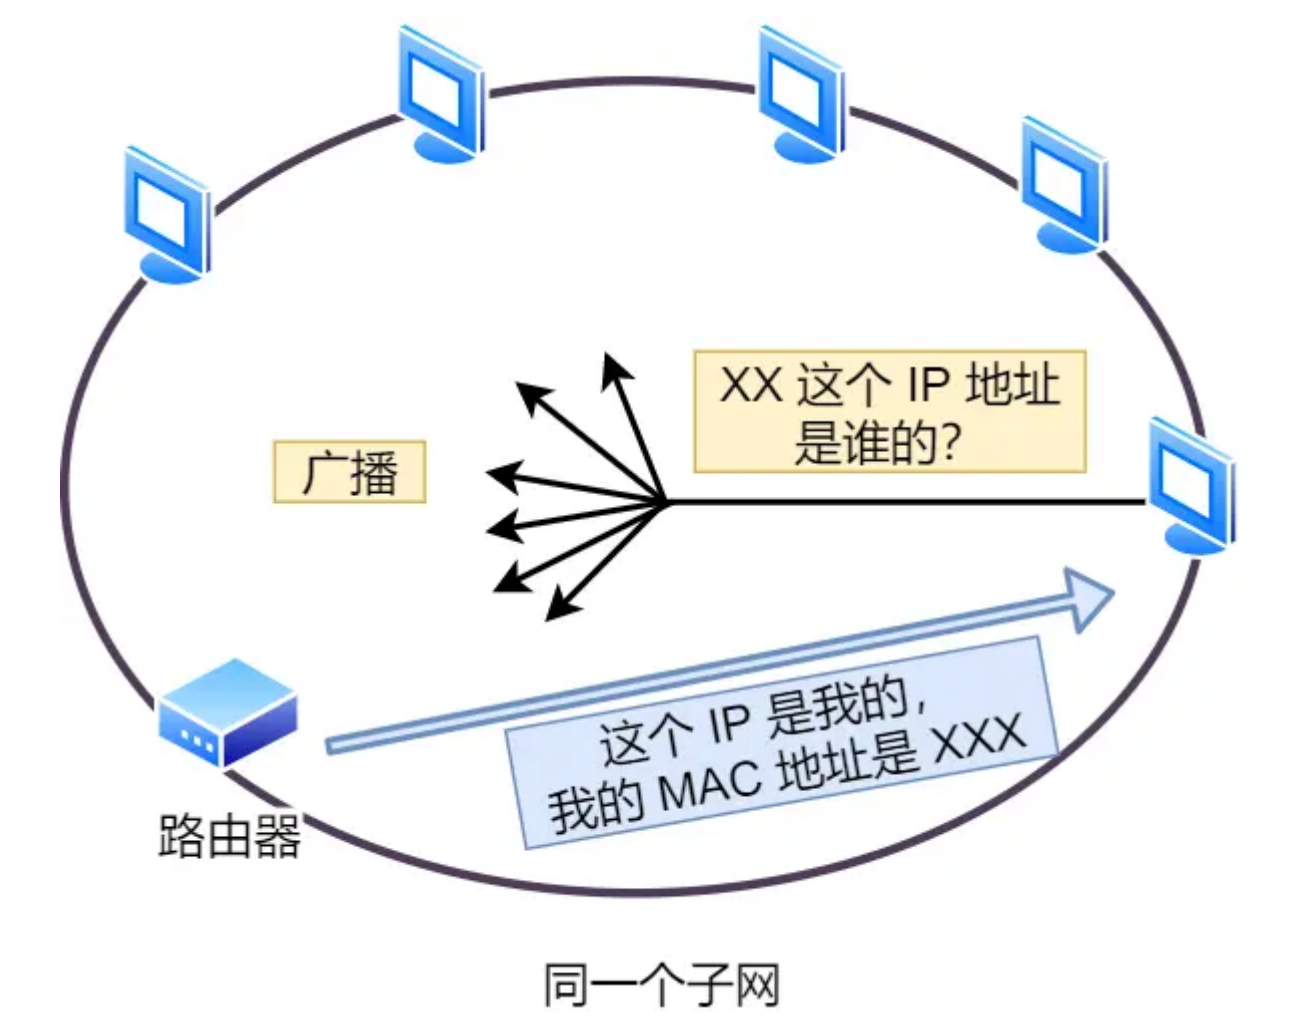 XX 这个 IP 地址
是谁的?
广播
这个 IP 是我的，
我的 MAC 地址是 XXX
路由器
同一个子网